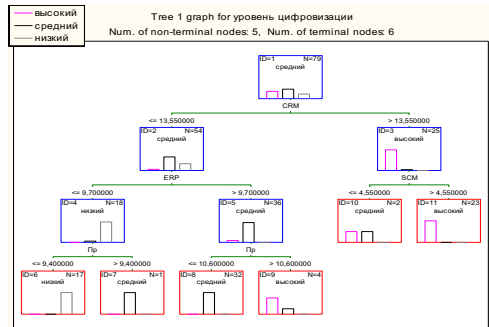 высокий
средний
низкий
Tree 1 graph for уровень цифровизации
Num. of non-terminal nodes: 5, Num. of terminal nodes: 6
ID=1 N=79
средний
CRM
<= 13,550000 > 13,550000
ID=2 N=54 ID=3 N=25
средний высокий
ERP SCM
<= 9,700000 > 9,700000 <= 4,550000 > 4,550000
ID=4 N=18 ID=5 N=36 ID=10 N=2 ID=11 N=23
низкий средний средний высокий
Пр Пр
<= 9,400000 > 9,400000 <= 10,600000 > 10,600000
ID=6 N=17 ID=7 N=1 ID=8 N=32 ID=9 N=4
низкий средний средний высокий